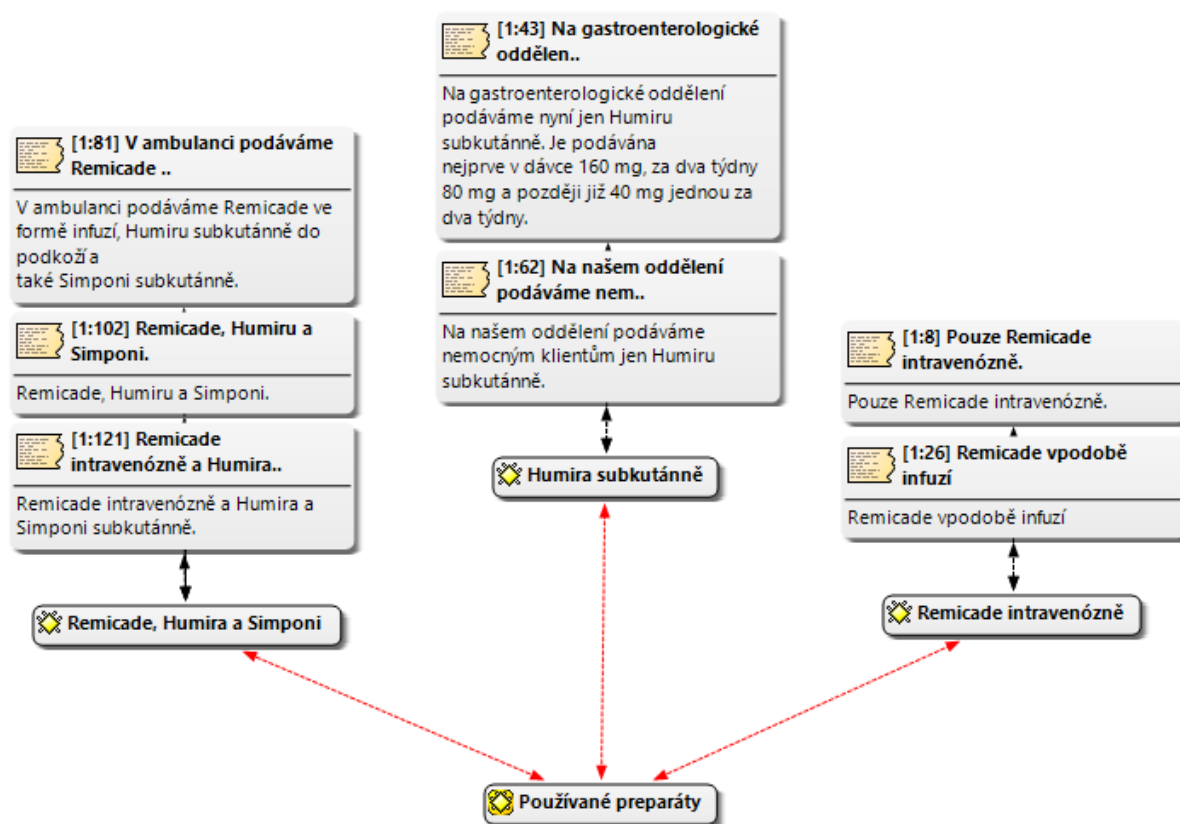 [1:81] V ambulanci podáváme
Remicade ..
V ambulanci podáváme Remicade ve
formě infuzí, Humiru subkutánně do
podkoží a
také Simponi subkutánně.
[1:102] Remicade, Humiru a
Simponi.
Remicade, Humiru a Simponi.
[1:121] Remicade
intravenózně a Humira..
Remicade intravenózně a Humira a
Simponi subkutánně.
Remicade, Humira a Simponi
[1:43] Na gastroenterologické
oddělen..
Na gastroenterologické oddělení
podáváme nyní jen Humiru
subkutánně. Je podávána
nejprve v dávce 160 mg, za dva týdny
80 mg a později již 40 mg jednou za
dva týdny.
[1:62] Na našem oddělení
podáváme nem..
Na našem oddělení podáváme
nemocným klientům jen Humiru
subkutánně.
Humira subkutánně
[1:8] Pouze Remicade
intravenózně.
Pouze Remicade intravenózně.
[1:26] Remicade vpodobě
infuzí
Remicade vpodobě infuzí
Remicade intravenózně
Používané preparáty